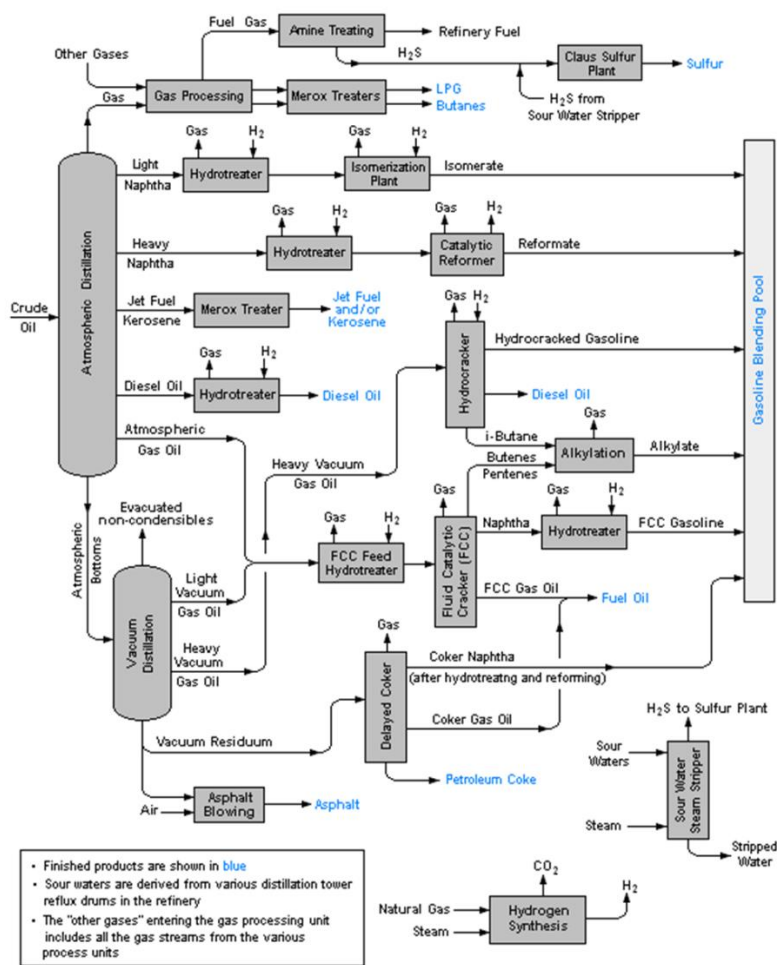 Fuel Gas
Amine Treating
Refinery Fuel
Other Gases
H2S
Claus Sulfur
Plant
Sulfur
Gas
Gas Processing
Merox Treaters
LPG
Butanes
H2S from
Sour Water Stripper
Gas
H2
Gas
H2
Light
Naphtha
Hydrotreater
Isomerization
Plant
Isomerate
Gas
H2
Gas
H2
Heavy
Naphtha
Hydrotreater
Catalytic
Reformer
Reformate
Crude
Oil
Atmospheric Distillation
Jet Fuel
Kerosene
Merox Treater
Jet Fuel
and/or
Kerosene
Gas
H2
Hydrocracker
Hydrocracked Gasoline
Gasoline Blending Pool
Gas
H2
Diesel Oil
Hydrotreater
Diesel Oil
Diesel Oil
Gas
Atmospheric
Gas Oil
i-Butane
Butenes
Pentenes
Alkylation
Alkylate
Heavy Vacuum
Gas Oil
Atmospheric
Bottoms
Evacuated
non-condensibles
Gas
H2
FCC Feed
Hydrotreater
Gas
Fluid Catalytic
Cracker (FCC)
Naphtha
Gas
H2
Hydrotreater
FCC Gasoline
Light
Vacuum
Gas Oil
FCC Gas Oil
Fuel Oil
Vacuum
Distillation
Heavy
Vacuum
Gas Oil
Gas
Delayed Coker
Coker Naphtha
(after hydrotreatng and reforming)
Coker Gas Oil
Vacuum Residuum
Petroleum Coke
Air
Asphalt
Blowing
Asphalt
H2S to Sulfur Plant
Sour
Waters
Sour Water
Steam Stripper
Steam
Stripped
Water
• Finished products are shown in blue
• Sour waters are derived from various distillation tower
reflux drums in the refinery
• The "other gases" entering the gas processing unit
includes all the gas streams from the various
process units
CO2
Natural Gas
Steam
Hydrogen
Synthesis
H2